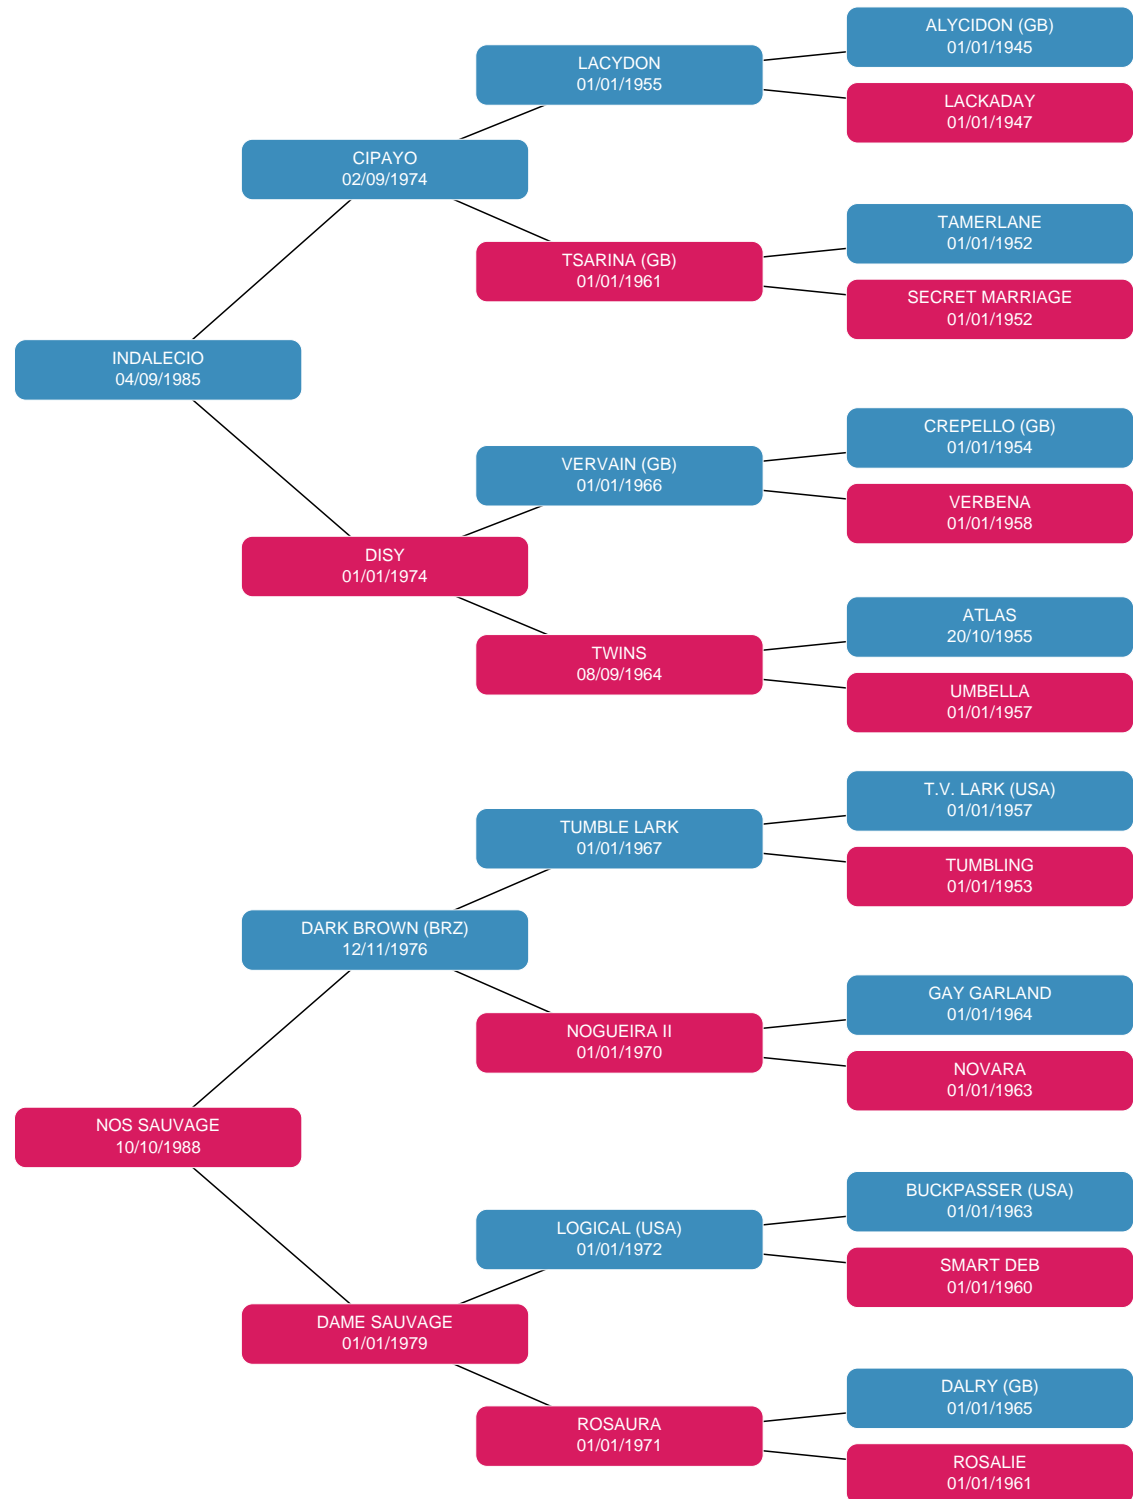 ALYCIDON (GB)
01/01/1945
LACYDON
01/01/1955
LACKADAY
01/01/1947
CIPAYO
02/09/1974
TAMERLANE
01/01/1952
TSARINA (GB)
01/01/1961
SECRET MARRIAGE
01/01/1952
INDALECIO
04/09/1985
CREPELLO (GB)
01/01/1954
VERVAIN (GB)
01/01/1966
VERBENA
01/01/1958
DISY
01/01/1974
ATLAS
20/10/1955
TWINS
08/09/1964
UMBELLA
01/01/1957
T.V. LARK (USA)
01/01/1957
TUMBLE LARK
01/01/1967
TUMBLING
01/01/1953
DARK BROWN (BRZ)
12/11/1976
GAY GARLAND
01/01/1964
NOGUEIRA II
01/01/1970
NOVARA
01/01/1963
NOS SAUVAGE
10/10/1988
BUCKPASSER (USA)
01/01/1963
LOGICAL (USA)
01/01/1972
SMART DEB
01/01/1960
DAME SAUVAGE
01/01/1979
DALRY (GB)
01/01/1965
ROSAURA
01/01/1971
ROSALIE
01/01/1961